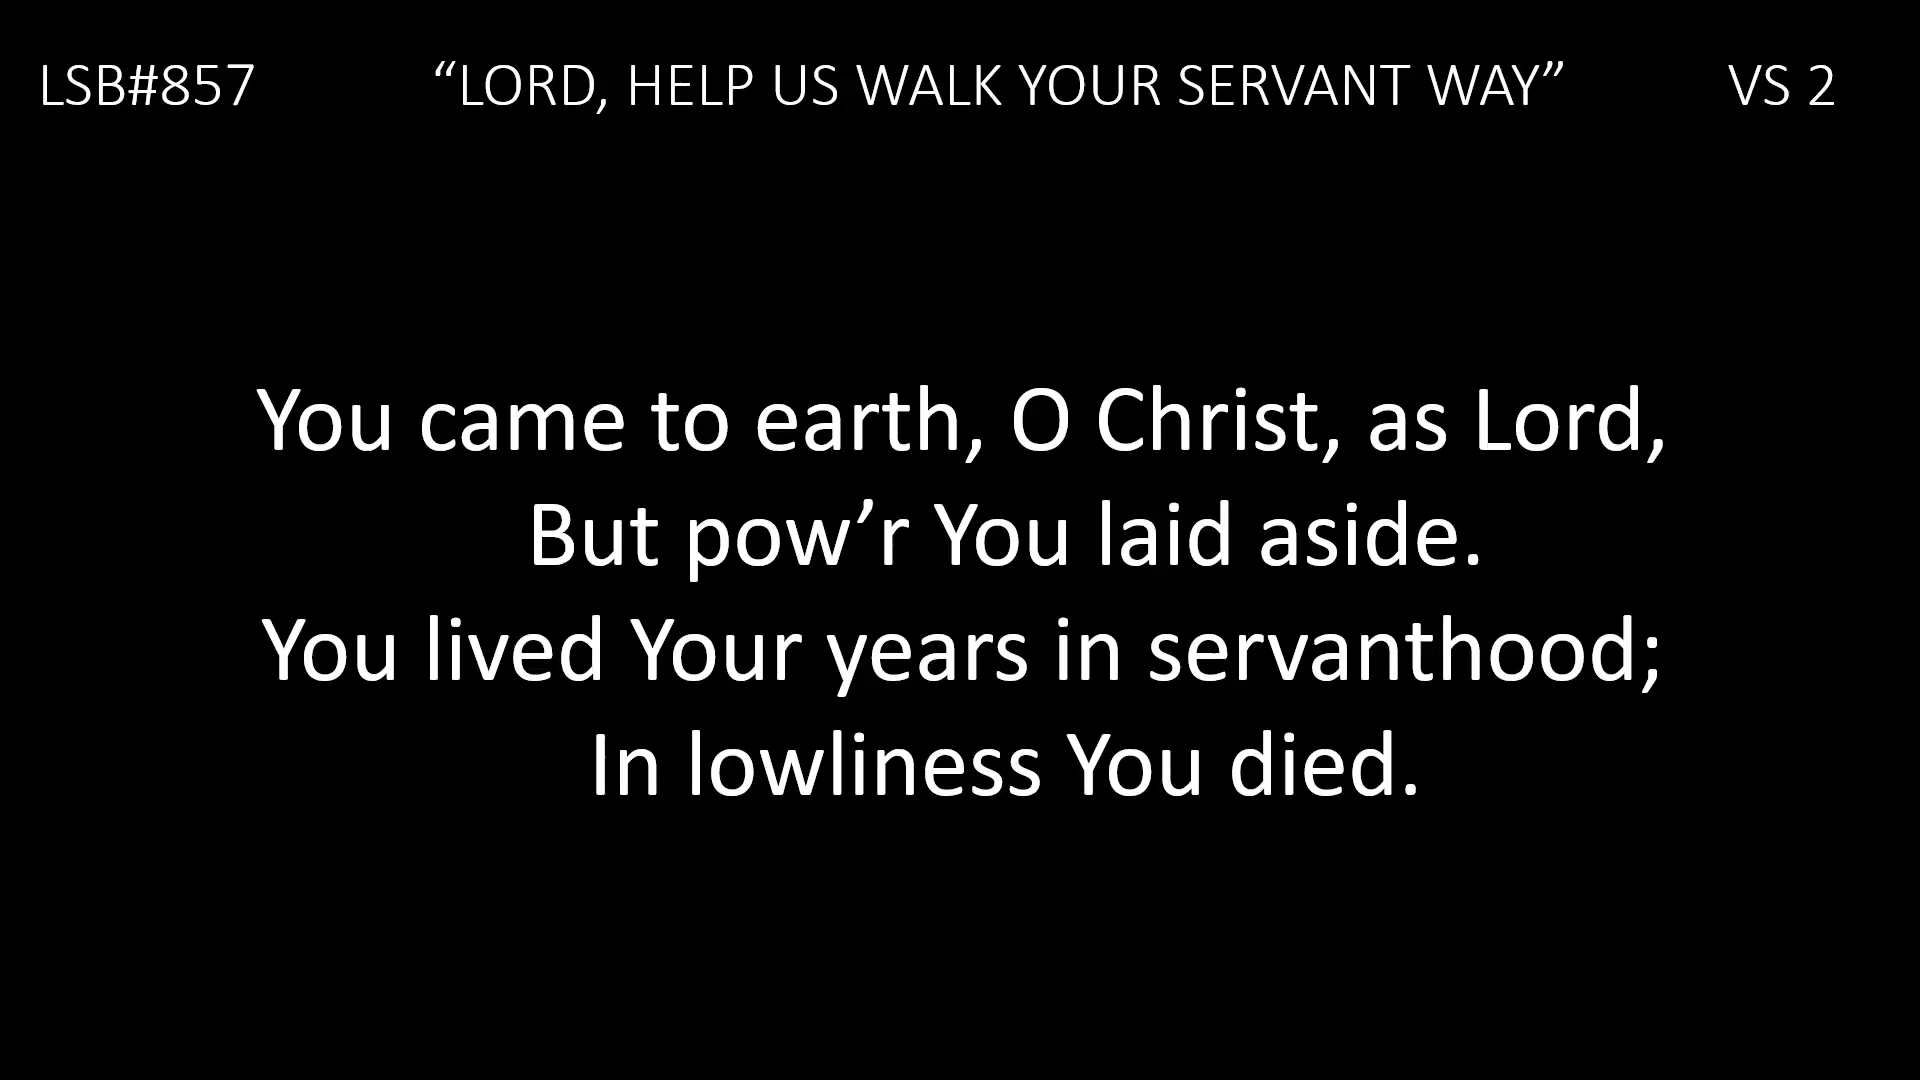 LSB#857 “LORD, HELP US WALK YOUR SERVANT WAY” VS 2
You came to earth, O Christ, as Lord,
But pow’r You laid aside.
You lived Your years in servanthood;
In lowliness You died.